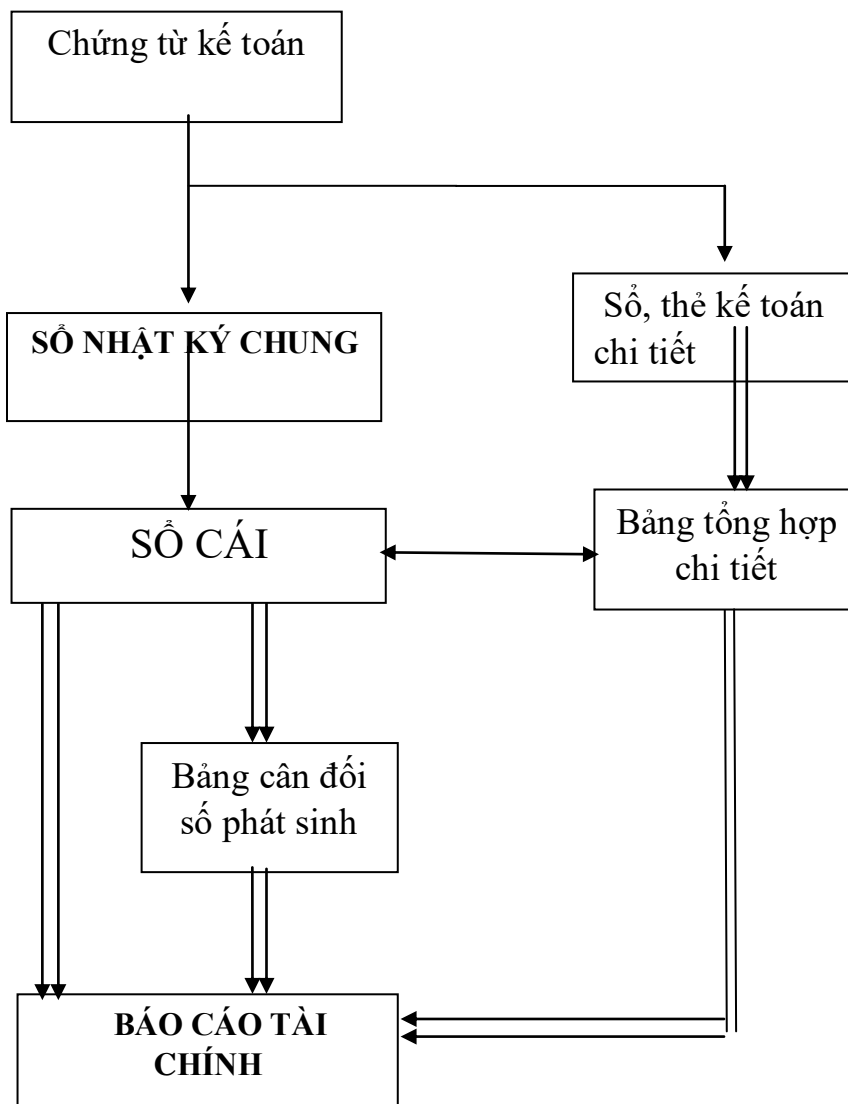 Chứng từ kế toán
SỔ NHẬT KÝ CHUNG
Sổ, thẻ kế toán
chi tiết
SỔ CÁI
Bảng tổng hợp
chi tiết
Bảng cân đối
số phát sinh
BÁO CÁO TÀI
CHÍNH